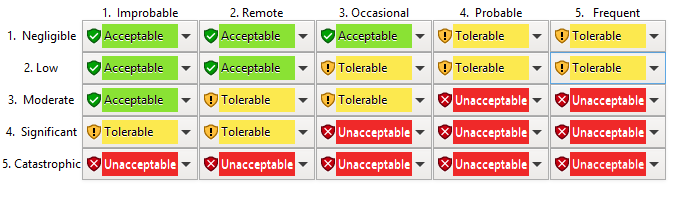 1. Improbable 2. Remote 3. Occasional 4. Probable 5. Frequent
1. Negligible Acceptable Acceptable Acceptable Tolerable Tolerable
2. Low Acceptable Acceptable Tolerable Tolerable Tolerable
3. Moderate Acceptable Tolerable Tolerable Unacceptable Unacceptable
4. Significant Tolerable Tolerable Unacceptable Unacceptable Unacceptable
5. Catastrophic Unacceptable Unacceptable Unacceptable Unacceptable Unacceptable